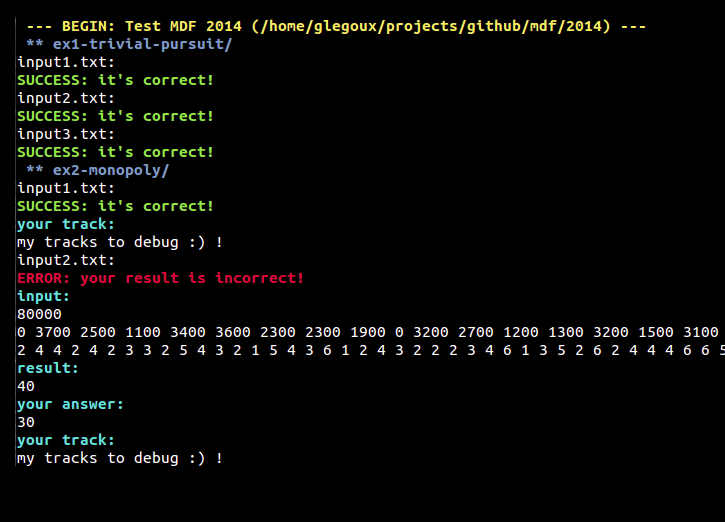 --- BEGIN: Test MDF 2014 (/home/glegoux/projects/github/mdf/2014) ---
** ex1-trivial-pursuit/
input1.txt:
SUCCESS: it's correct!
input2.txt:
SUCCESS: it's correct!
input3.txt:
SUCCESS: it's correct!
** ex2-monopoly/
input1.txt:
SUCCESS: it's correct!
your track:
my tracks to debug :) !
input2.txt:
ERROR: your result is incorrect!
input:
80000
0 3700 2500 1100 3400 3600 2300 2300 1900 0 3200 2700 1200 1300 3200 1500 3100
2 4 4 2 4 2 3 3 2 5 4 3 2 1 5 4 3 6 1 2 4 3 2 2 2 3 4 6 1 3 5 2 6 2 4 4 4 6 6 5
result:
40
your answer:
30
your track:
my tracks to debug :) !